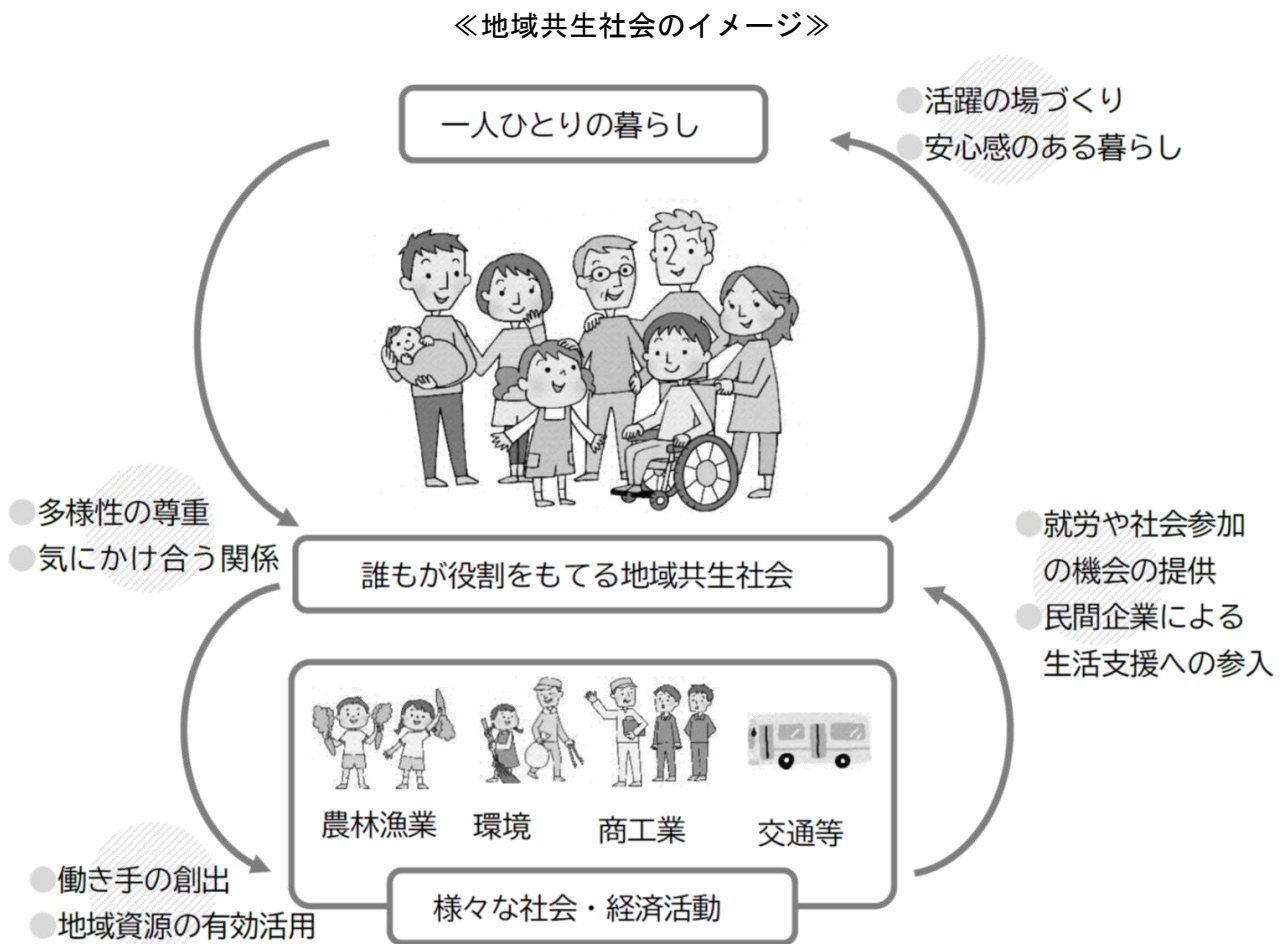 ≪地域共生社会のイメージ≫
一人ひとりの暮らし
●活躍の場づくり
●安心感のある暮らし
●多様性の尊重
●気にかけ合う関係
誰もが役割をもてる地域共生社会
●就労や社会参加
の機会の提供
●民間企業による
生活支援への参入
農林漁業
環境
商工業
交通等
●働き手の創出
●地域資源の有効活用
様々な社会・経済活動